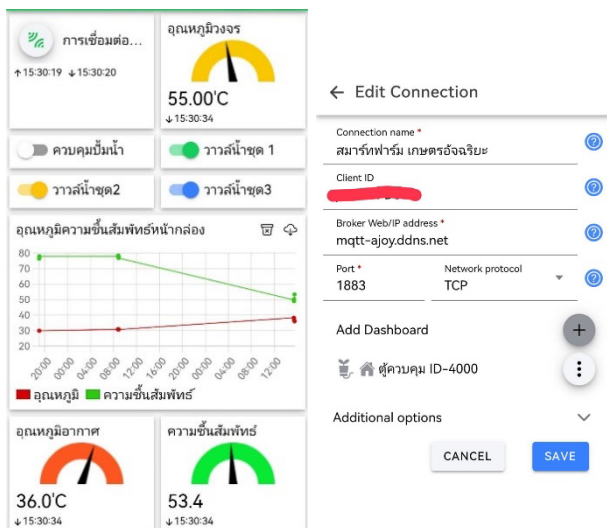 การเชื่อมต่อ...
↑15:30:19 ↓15:30:20
อุณหภูมิวงจร
55.00'C
↓15:30:34
ควบคุมปั๊มน้ำ
วาวล์น้ำชุด 1
วาวล์น้ำชุด2
วาวล์น้ำชุด3
อุณหภูมิความชื้นสัมพัทธ์หน้ากล่อง
80
70
60
50
40
30
20
20:00 00:00 04:00 08:00 12:00 16:00 20:00 00:00 04:00 08:00 12:00
อุณหภูมิ ความชื้นสัมพัทธ์
อุณหภูมิอากาศ
36.0'C
↓15:30:34
ความชื้นสัมพัทธ์
53.4
↓15:30:34
← Edit Connection
Connection name *
สมาร์ทฟาร์ม เกษตรอัจฉริยะ
Client ID
Broker Web/IP address *
mqtt-ajoy.ddns.net
Port *
1883
Network protocol
TCP
Add Dashboard
ตู้ควบคุม ID-4000
Additional options
CANCEL SAVE